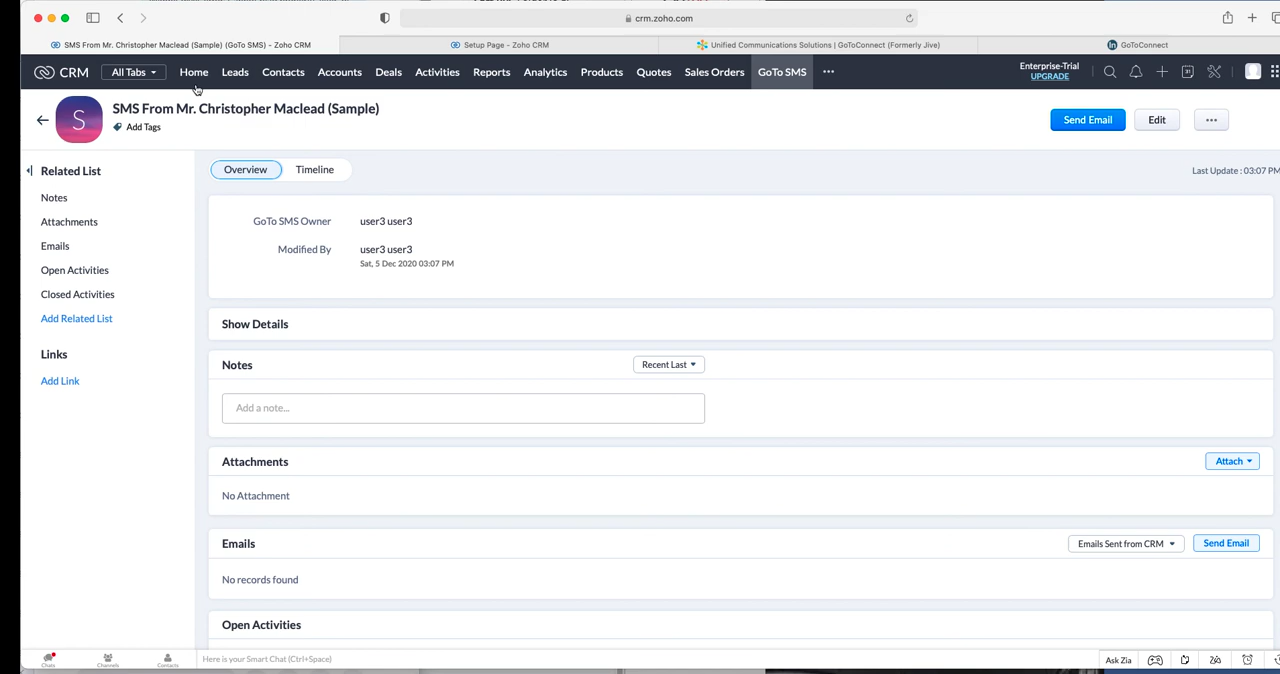 crm.zoho.com
SMS From Mr. Christopher Maclead (Sample) (GoTo SMS) - Zoho CRM
Setup Page - Zoho CRM
Unified Communications Solutions | GoToConnect (Formerly Jive)
GoToConnect
CRM
All Tabs
Home
Leads
Contacts
Accounts
Deals
Activities
Reports
Analytics
Products
Quotes
Sales Orders
GoTo SMS
Enterprise-Trial
UPGRADE
S
SMS From Mr. Christopher Maclead (Sample)
Add Tags
Send Email
Edit
Related List
Notes
Attachments
Emails
Open Activities
Closed Activities
Add Related List
Links
Add Link
Overview
Timeline
Last Update : 03:07 PM
GoTo SMS Owner
user3 user3
Modified By
user3 user3
Sat, 5 Dec 2020 03:07 PM
Show Details
Notes
Recent Last
Add a note...
Attachments
Attach
No Attachment
Emails
Emails Sent from CRM
Send Email
No records found
Open Activities
Chats
Channels
Contacts
Here is your Smart Chat (Ctrl+Space)
Ask Zia